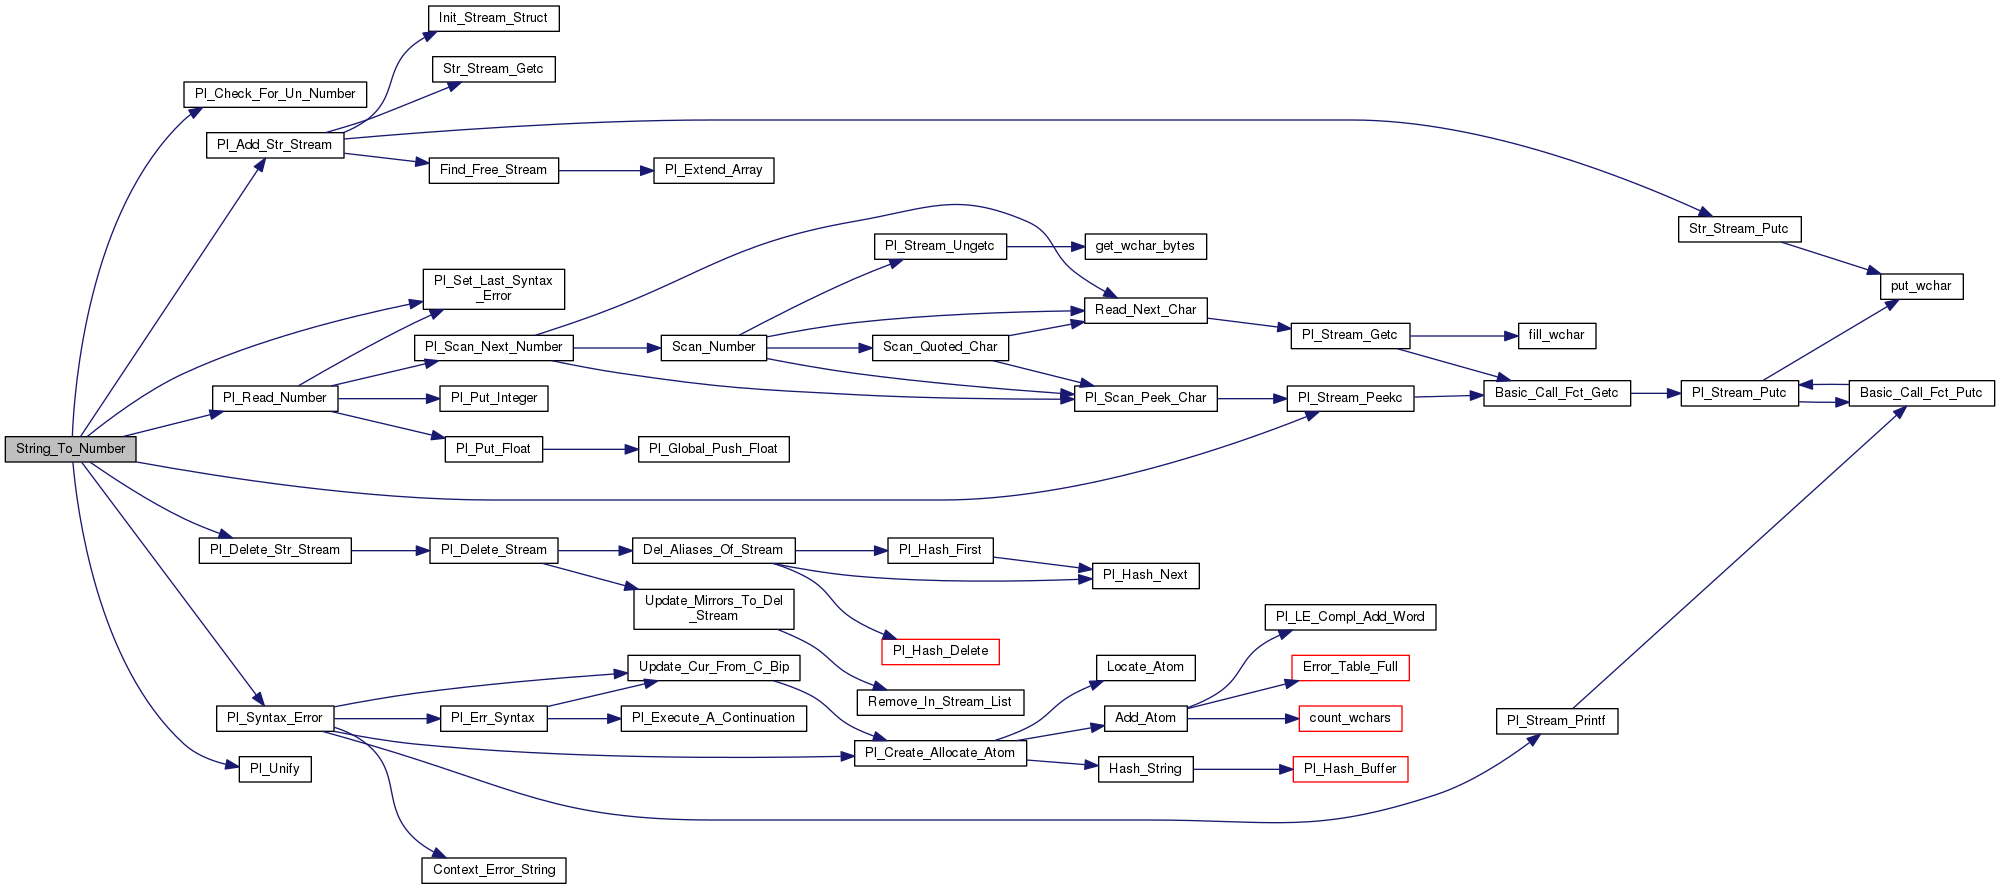 Init_Stream_Struct
Str_Stream_Getc
Pl_Check_For_Un_Number
Pl_Add_Str_Stream
Find_Free_Stream
Pl_Extend_Array
Str_Stream_Putc
Pl_Stream_Ungetc
get_wchar_bytes
Pl_Set_Last_Syntax
_Error
put_wchar
Read_Next_Char
Pl_Scan_Next_Number
Scan_Number
Scan_Quoted_Char
Pl_Stream_Getc
fill_wchar
Pl_Read_Number
Pl_Put_Integer
Pl_Scan_Peek_Char
Pl_Stream_Peekc
Basic_Call_Fct_Getc
Pl_Stream_Putc
Basic_Call_Fct_Putc
String_To_Number
Pl_Put_Float
Pl_Global_Push_Float
Pl_Delete_Str_Stream
Pl_Delete_Stream
Del_Aliases_Of_Stream
Pl_Hash_First
Pl_Hash_Next
Update_Mirrors_To_Del
_Stream
Pl_LE_Compl_Add_Word
Pl_Hash_Delete
Update_Cur_From_C_Bip
Locate_Atom
Error_Table_Full
Remove_In_Stream_List
Pl_Syntax_Error
Pl_Err_Syntax
Pl_Execute_A_Continuation
Add_Atom
count_wchars
Pl_Stream_Printf
Pl_Create_Allocate_Atom
Pl_Unify
Hash_String
Pl_Hash_Buffer
Context_Error_String